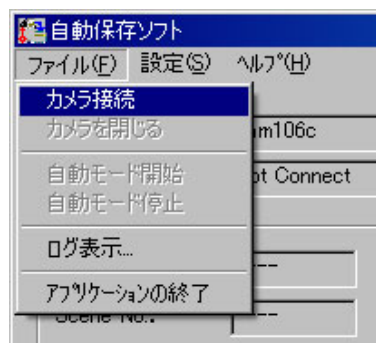 自動保存ソフト
ファイル(F) 設定(S) ヘルプ(H)
カメラ接続
カメラを閉じる
am106c
自動モード開始
ot Connect
自動モード停止
ログ表示...
---
アプリケーションの終了
Scene No.:
---